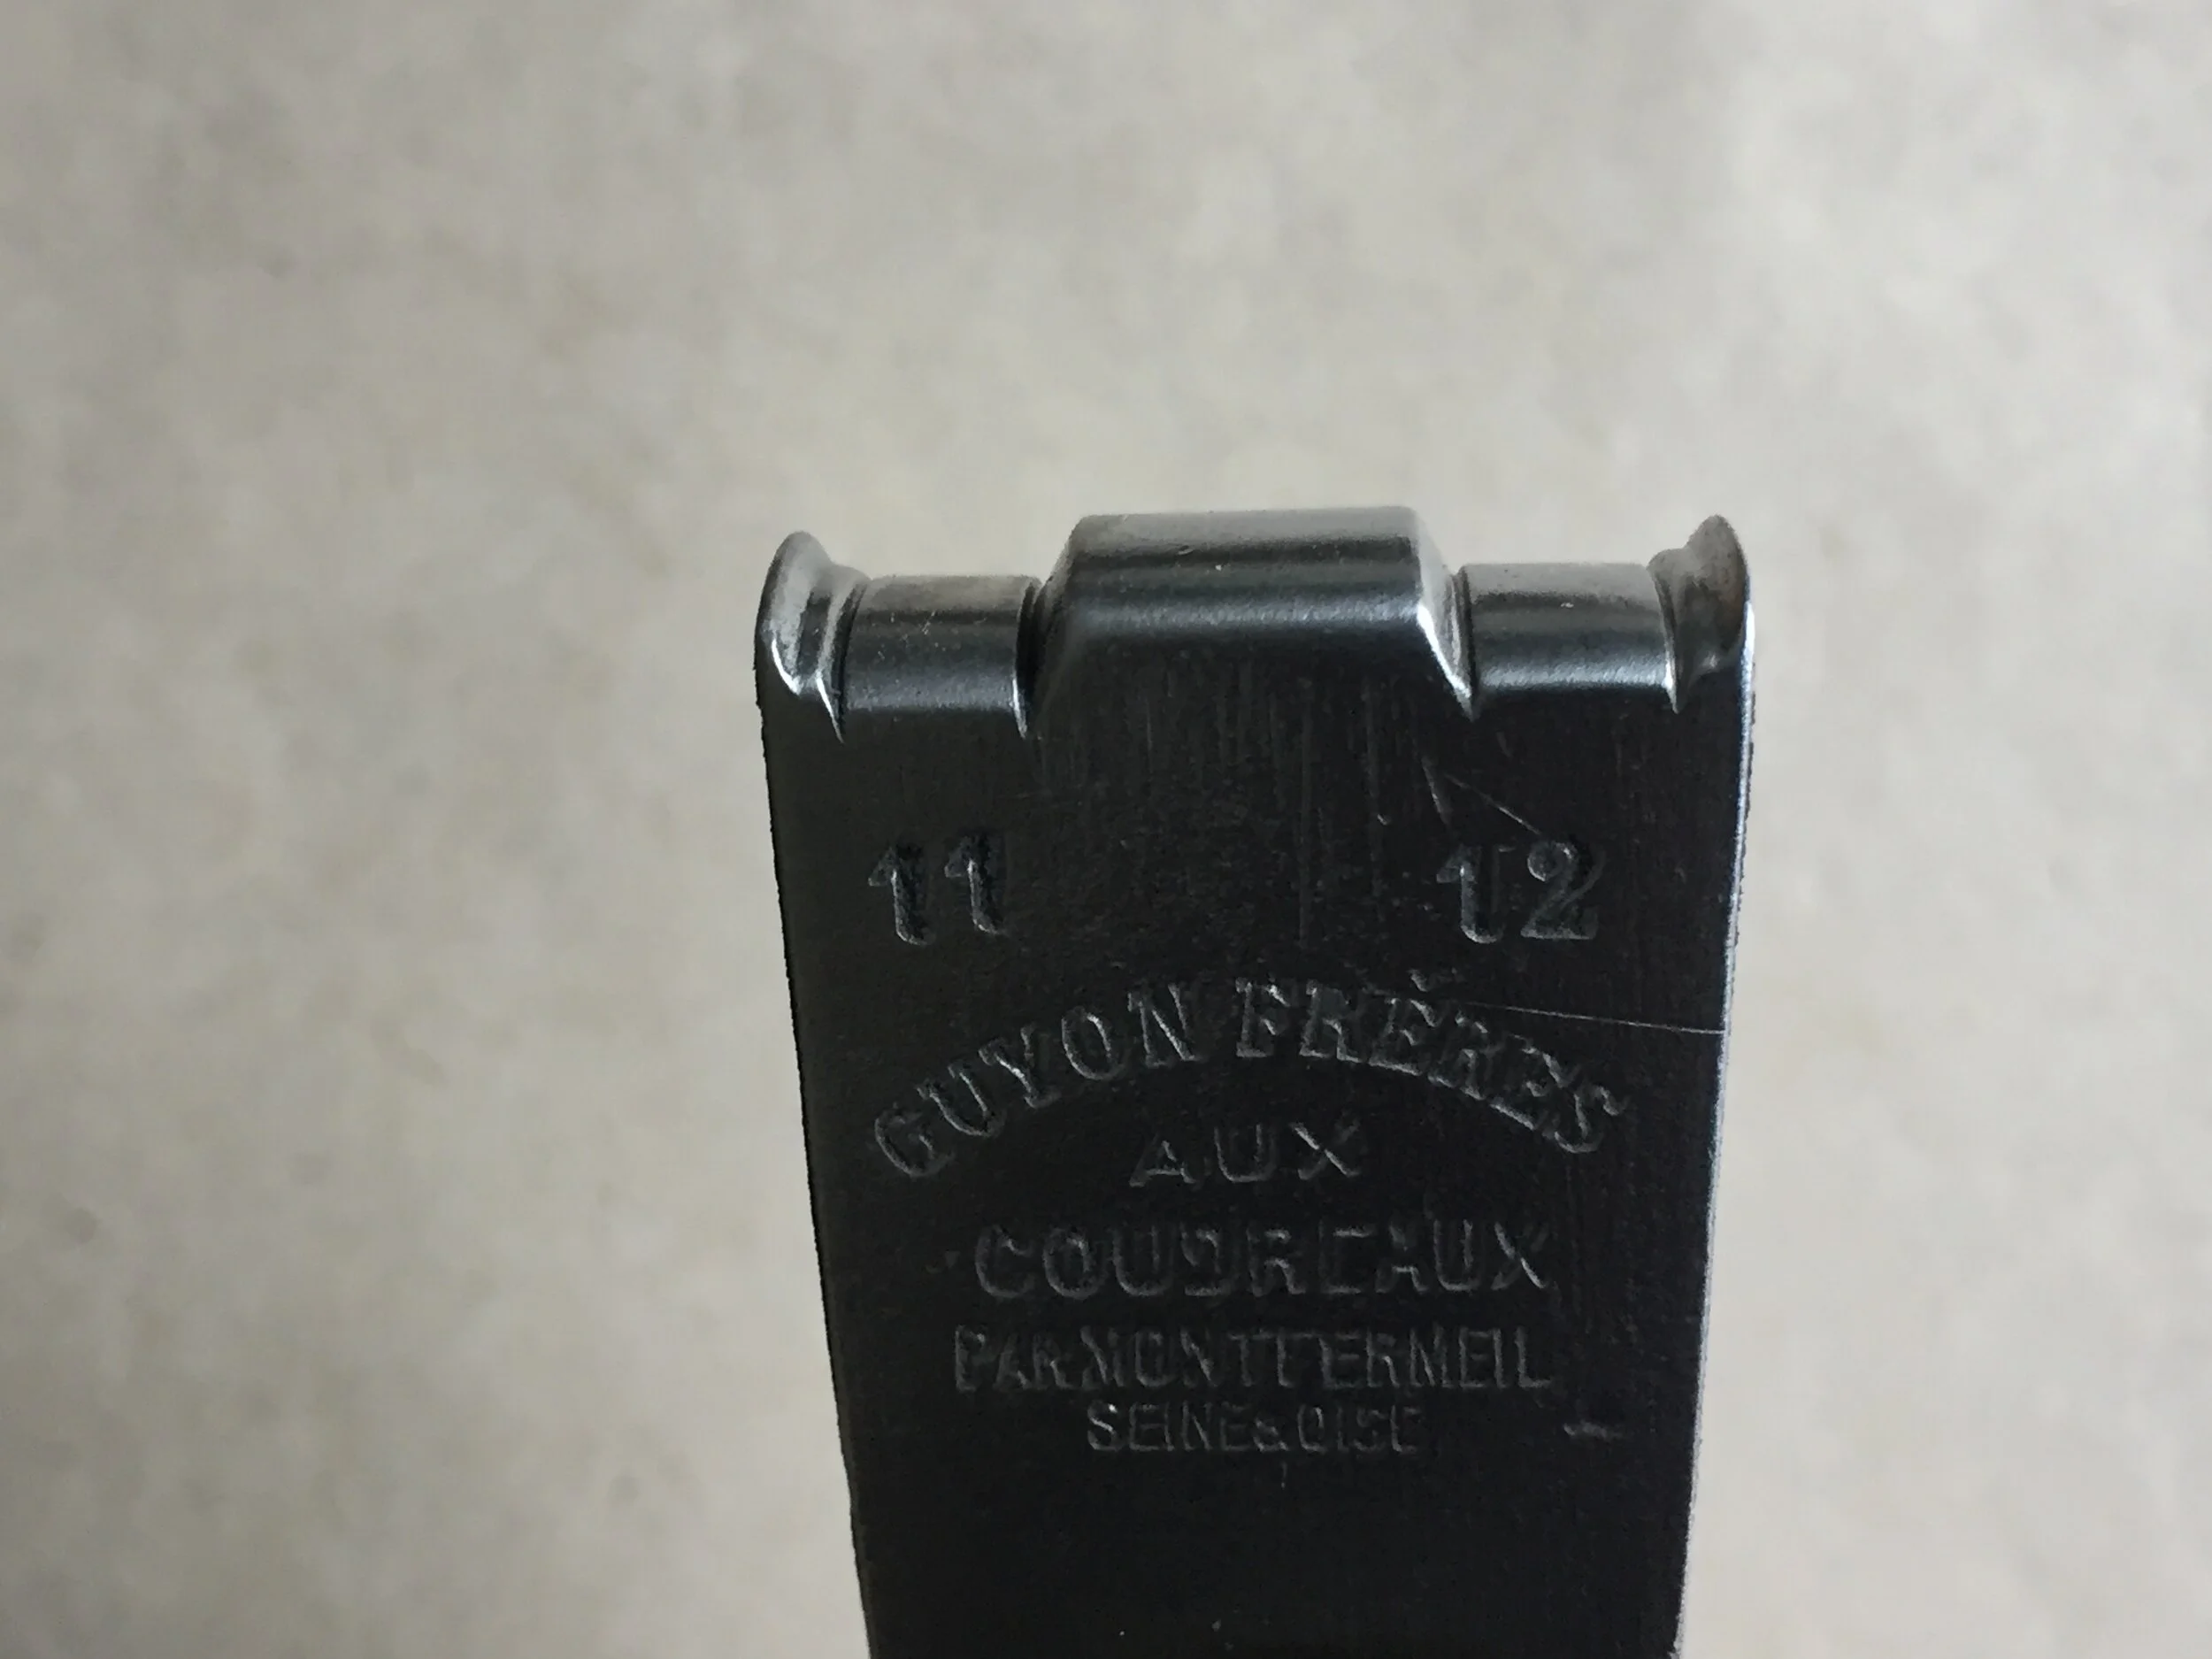 11 12
GUYON FRÈRES
AUX
COUDREAUX
PAR MONTFERMEIL
SEINE & OISE